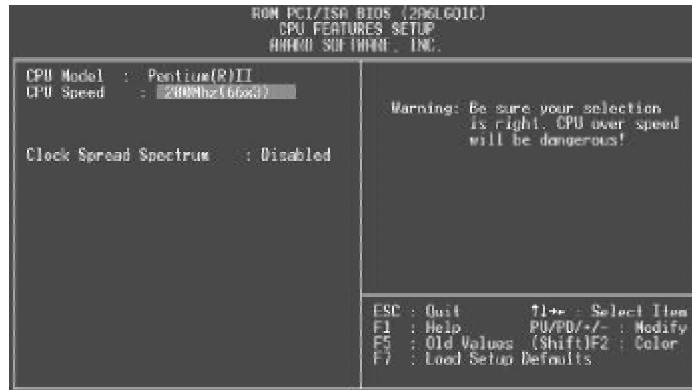 ROM PCI/ISA BIOS (2A6LGQ1C)
CPU FEATURES SETUP
AWARD SOFTWARE, INC.
CPU Model : Pentium(R)II
CPU Speed : 200Mhz(66x3)
Clock Spread Spectrum : Disabled
Warning: Be sure your selection
is right. CPU over speed
will be dangerous!
ESC : Quit ↑↓→← : Select Item
F1 : Help PU/PD/+/- : Modify
F5 : Old Values (Shift)F2 : Color
F7 : Load Setup Defaults